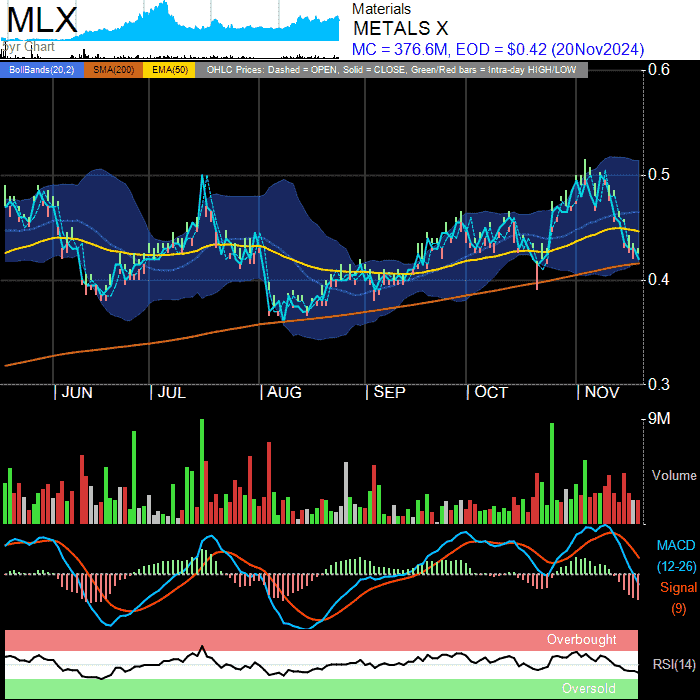 MLX
5yr Chart
Materials
METALS X
MC = 376.6M, EOD = $0.42 (20Nov2024)
BollBands(20,2) SMA(200) EMA(50) OHLC Prices: Dashed = OPEN, Solid = CLOSE, Green/Red bars = Intra-day HIGH/LOW
0.6
0.5
0.4
0.3
| JUN | JUL | AUG | SEP | OCT | NOV
9M
Volume
MACD
(12-26)
Signal
(9)
Overbought
RSI(14)
Oversold